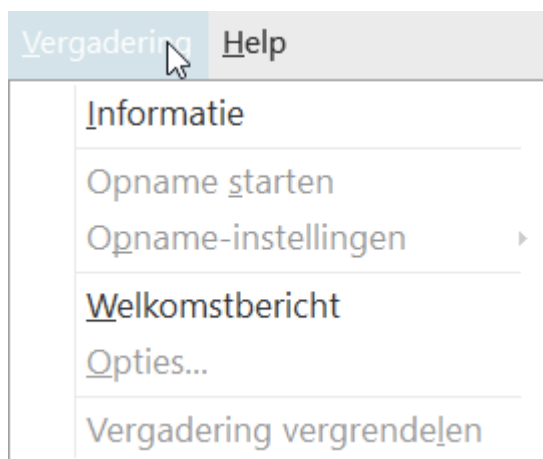 Vergadering Help
Informatie
Opname starten
Opname-instellingen
Welkomstbericht
Opties...
Vergadering vergrendelen